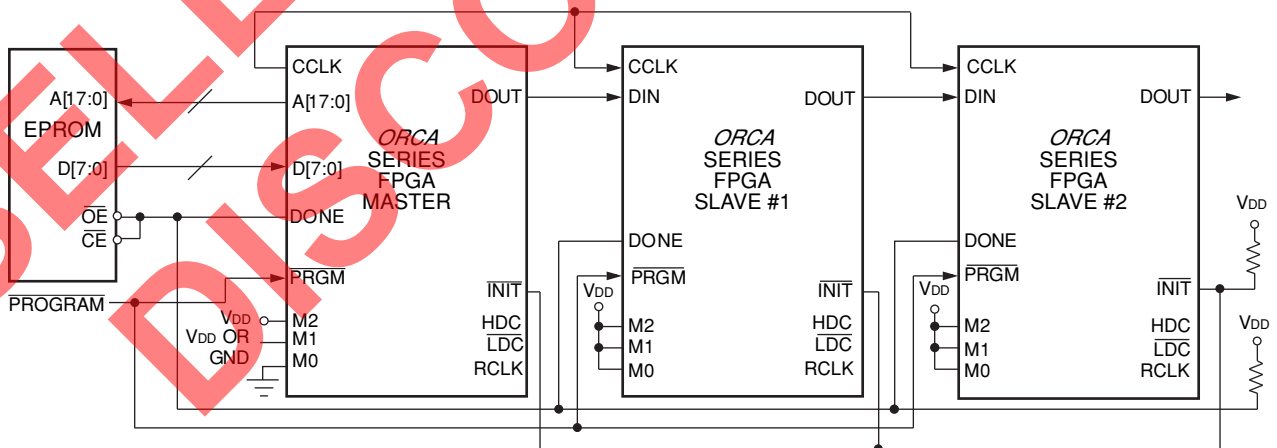 SELE
DISCO
CCLK
A[17:0]
EPROM
D[7:0]
OE
CE
PROGRAM
CCLK
A[17:0]
DOUT
D[7:0]
ORCA
SERIES
FPGA
MASTER
DONE
PRGM
INIT
VDD
M2
HDC
VDD OR
M1
LDC
GND
M0
RCLK
CCLK
DIN
DOUT
ORCA
SERIES
FPGA
SLAVE #1
DONE
PRGM
VDD
INIT
M2
HDC
M1
LDC
M0
RCLK
CCLK
DIN
DOUT
ORCA
SERIES
FPGA
SLAVE #2
DONE
PRGM
VDD
INIT
M2
HDC
M1
LDC
M0
RCLK
VDD
VDD